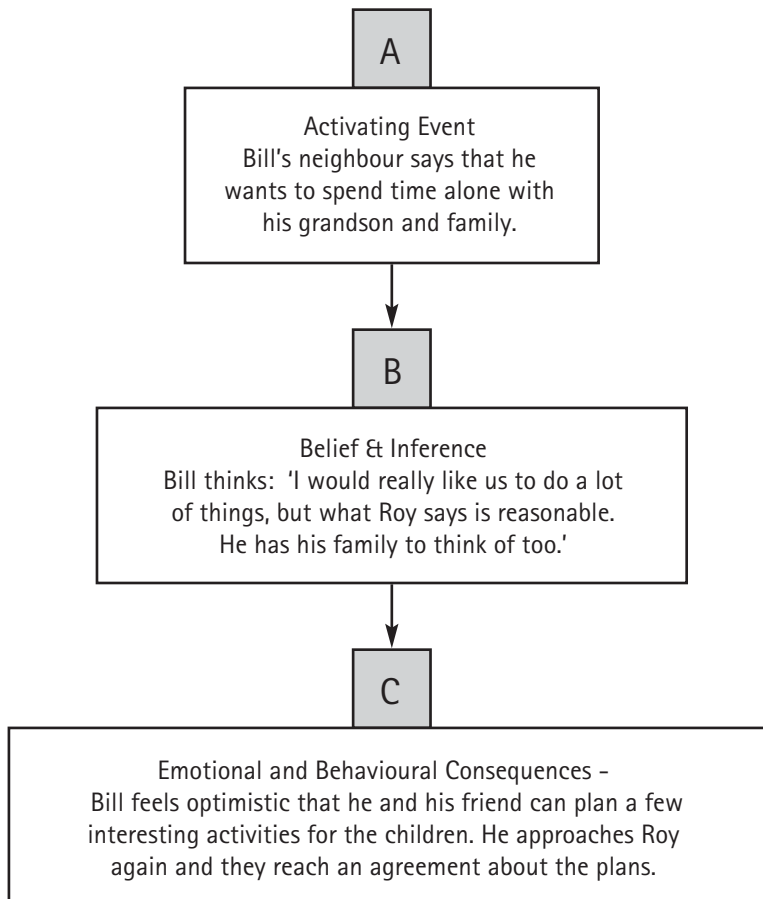 A
Activating Event
Bill's neighbour says that he
wants to spend time alone with
his grandson and family.
B
Belief & Inference
Bill thinks:  'I would really like us to do a lot
of things, but what Roy says is reasonable.
He has his family to think of too.'
C
Emotional and Behavioural Consequences -
Bill feels optimistic that he and his friend can plan a few
interesting activities for the children. He approaches Roy
again and they reach an agreement about the plans.